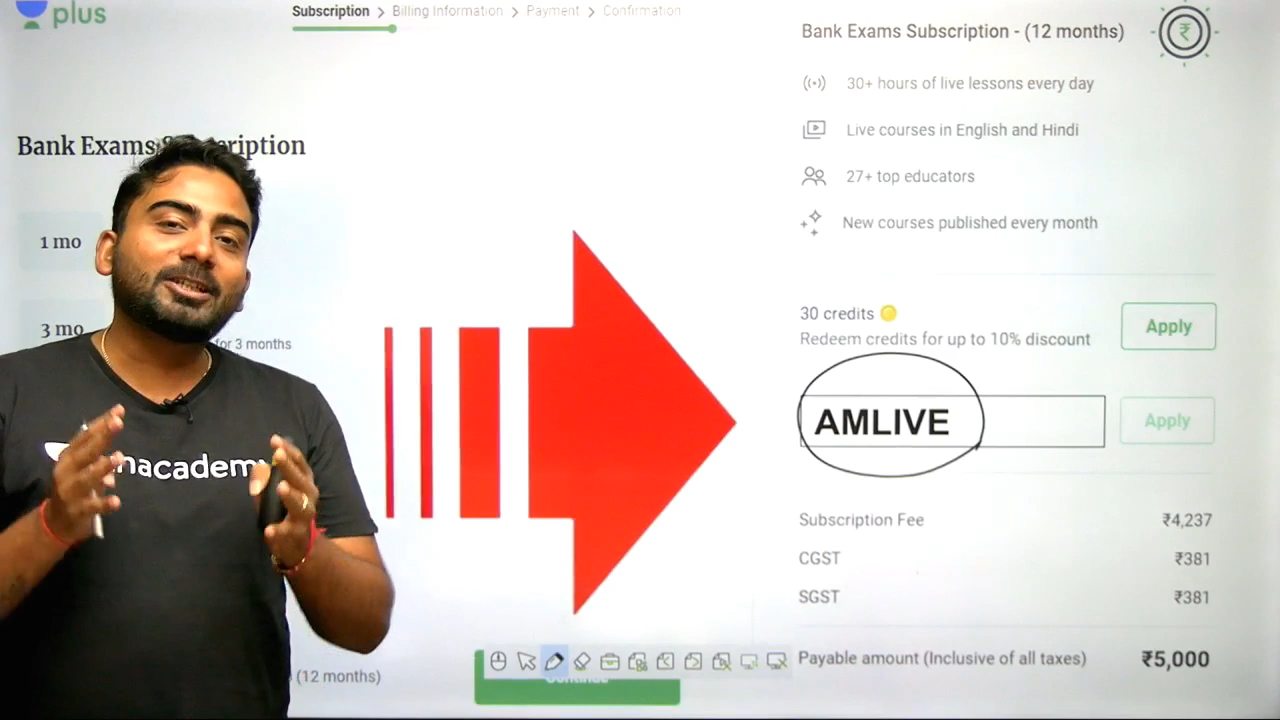 plus
Subscription > Billing Information > Payment > Confirmation
Bank Exams Subscription - (12 months)
₹
30+ hours of live lessons every day
Live courses in English and Hindi
27+ top educators
New courses published every month
Bank Exams
1 mo
3 mo
for 3 months
30 credits
Redeem credits for up to 10% discount
Apply
AMLIVE
Apply
Subscription Fee ₹4,237
CGST ₹381
SGST ₹381
Payable amount (Inclusive of all taxes) ₹5,000
(12 months)